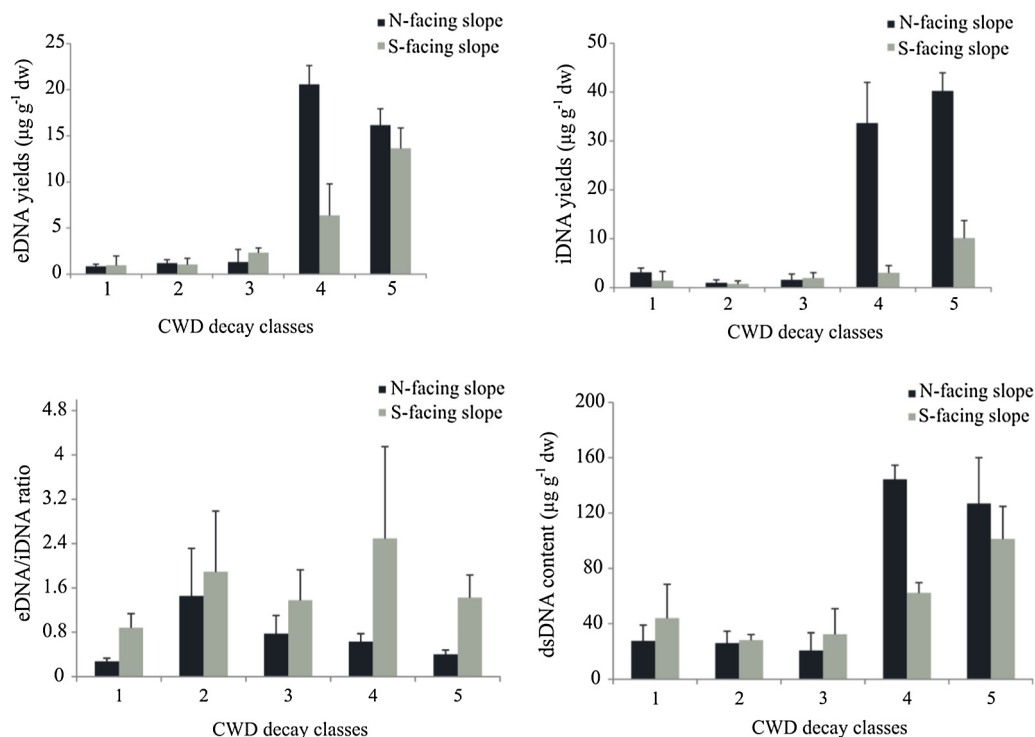 N-facing slope
S-facing slope
eDNA yields (µg g⁻¹ dw)
25
20
15
10
5
0
1 2 3 4 5
CWD decay classes
N-facing slope
S-facing slope
iDNA yields (µg g⁻¹ dw)
50
40
30
20
10
0
1 2 3 4 5
CWD decay classes
N-facing slope
S-facing slope
eDNA/iDNA ratio
4.8
4
3.2
2.4
1.6
0.8
0
1 2 3 4 5
CWD decay classes
N-facing slope
S-facing slope
dsDNA content (µg g⁻¹ dw)
200
160
120
80
40
0
1 2 3 4 5
CWD decay classes